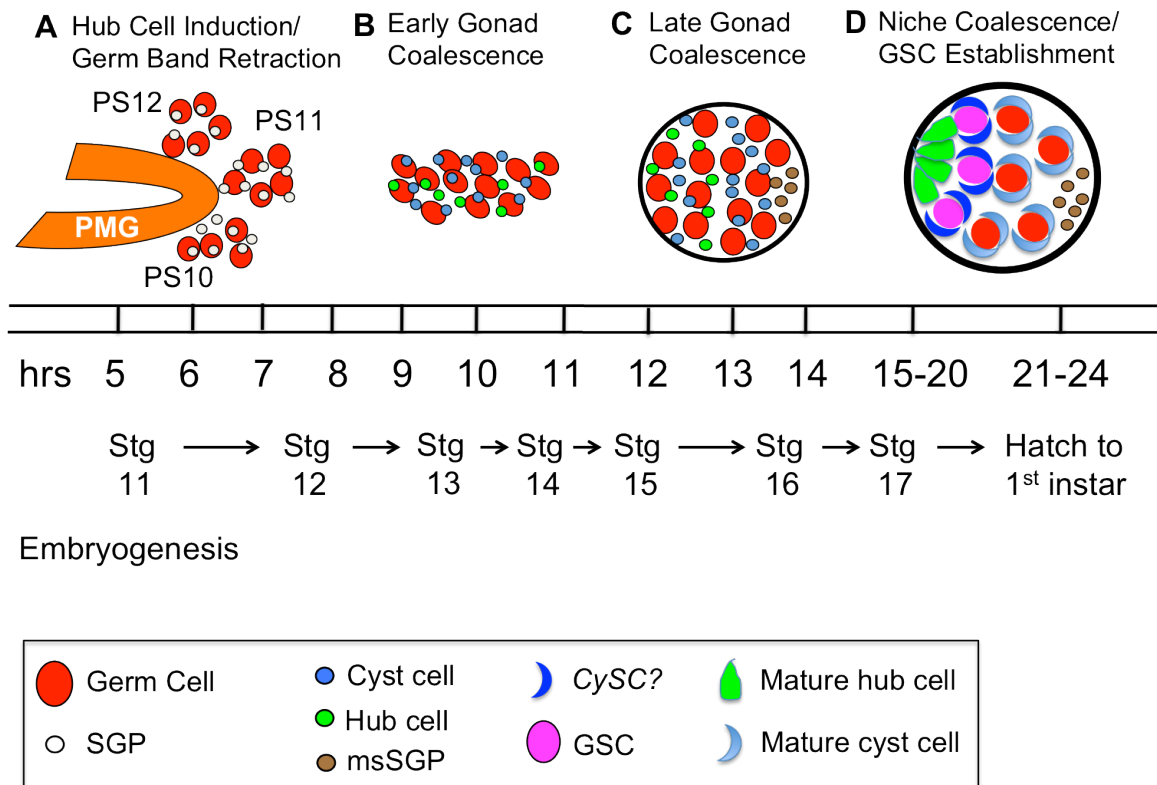 A Hub Cell Induction/
Germ Band Retraction
B Early Gonad
Coalescence
C Late Gonad
Coalescence
D Niche Coalescence/
GSC Establishment
PS12
PS11
PMG
PS10
hrs 5 6 7 8 9 10 11 12 13 14 15-20 21-24
Stg → Stg → Stg → Stg → Stg → Stg → Stg → Hatch to
11 12 13 14 15 16 17 1st instar
Embryogenesis
Germ Cell
SGP
Cyst cell
Hub cell
msSGP
CySC?
GSC
Mature hub cell
Mature cyst cell